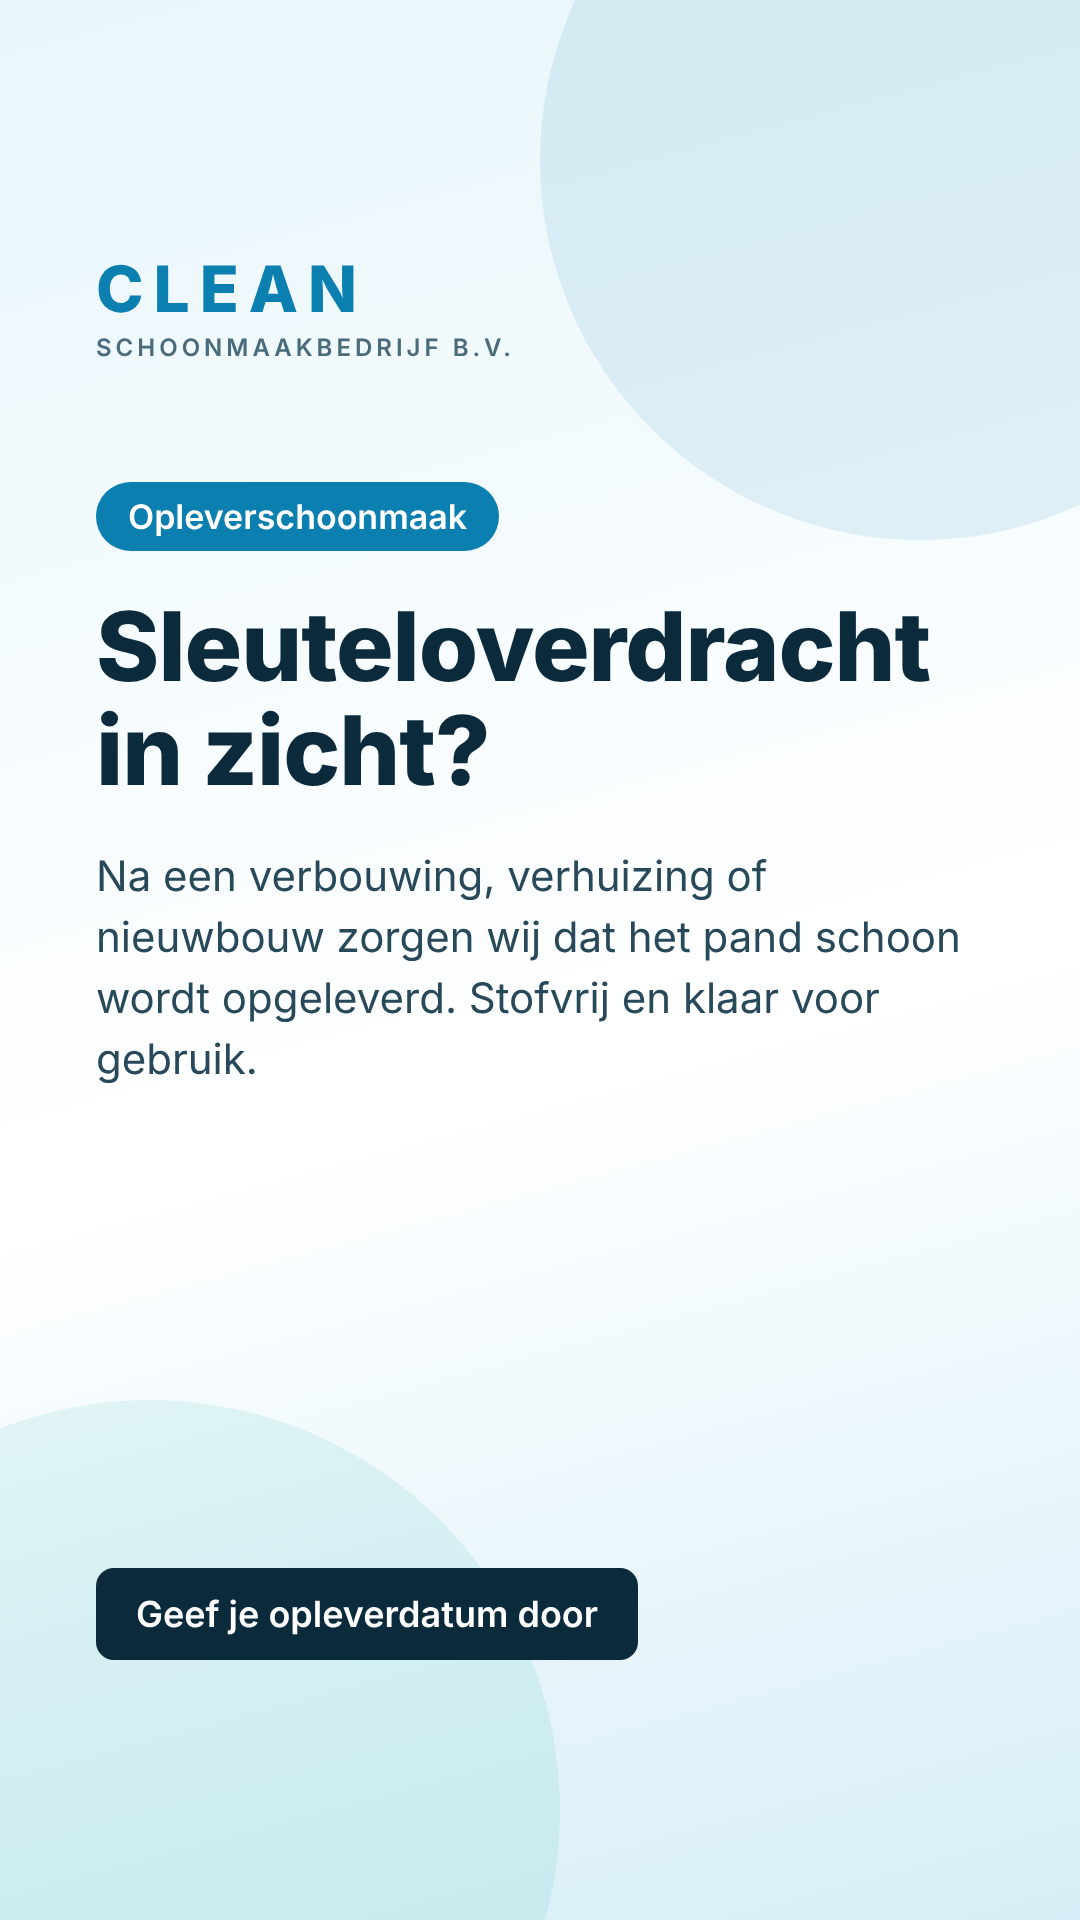 CLEAN
SCHOONMAAKBEDRIJF B.V.
Opleverschoonmaak
Sleuteloverdracht
in zicht?
Na een verbouwing, verhuizing of
nieuwbouw zorgen wij dat het pand schoon
wordt opgeleverd. Stofvrij en klaar voor
gebruik.
Geef je opleverdatum door